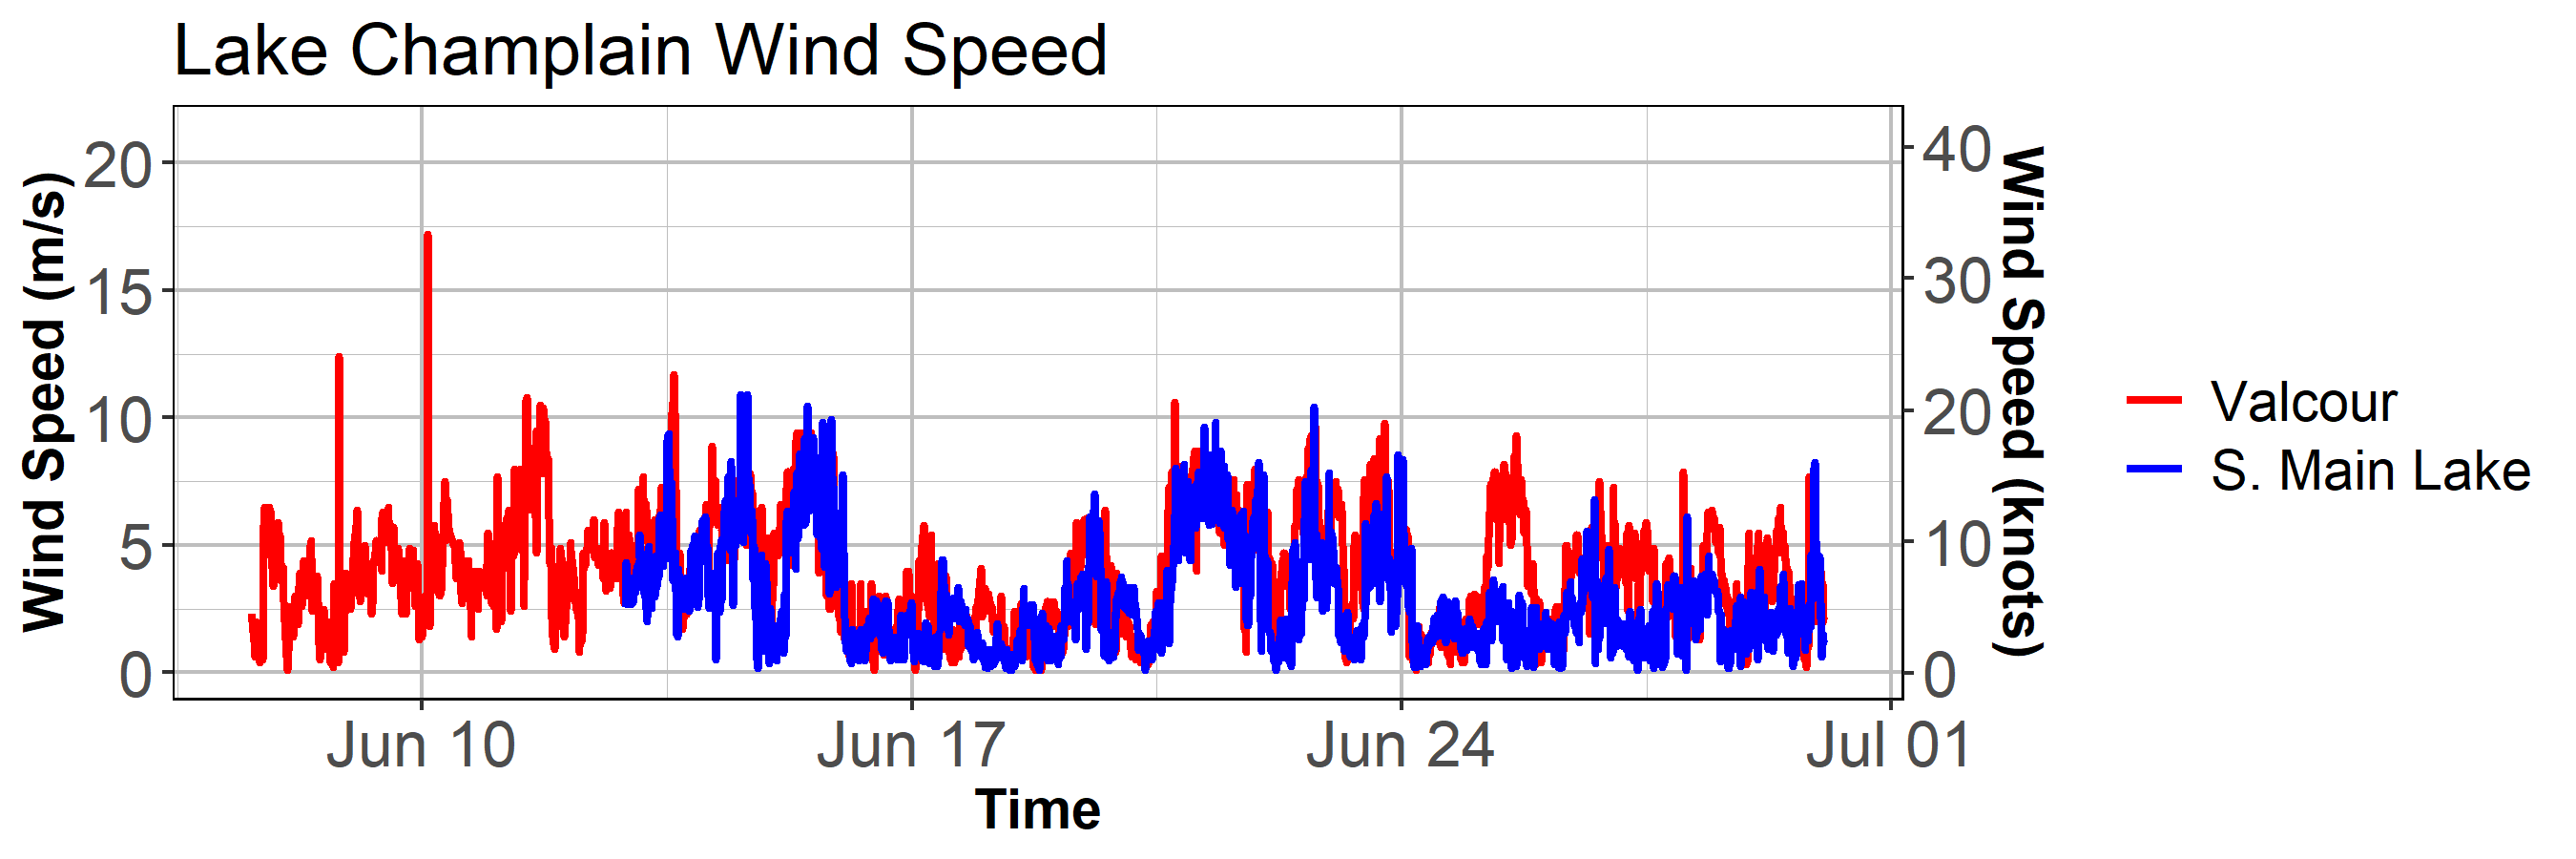 Lake Champlain Wind Speed
Wind Speed (m/s)
20
15
10
5
0
40
30
20
10
0
Wind Speed (knots)
Valcour
S. Main Lake
Jun 10
Jun 17
Jun 24
Jul 01
Time